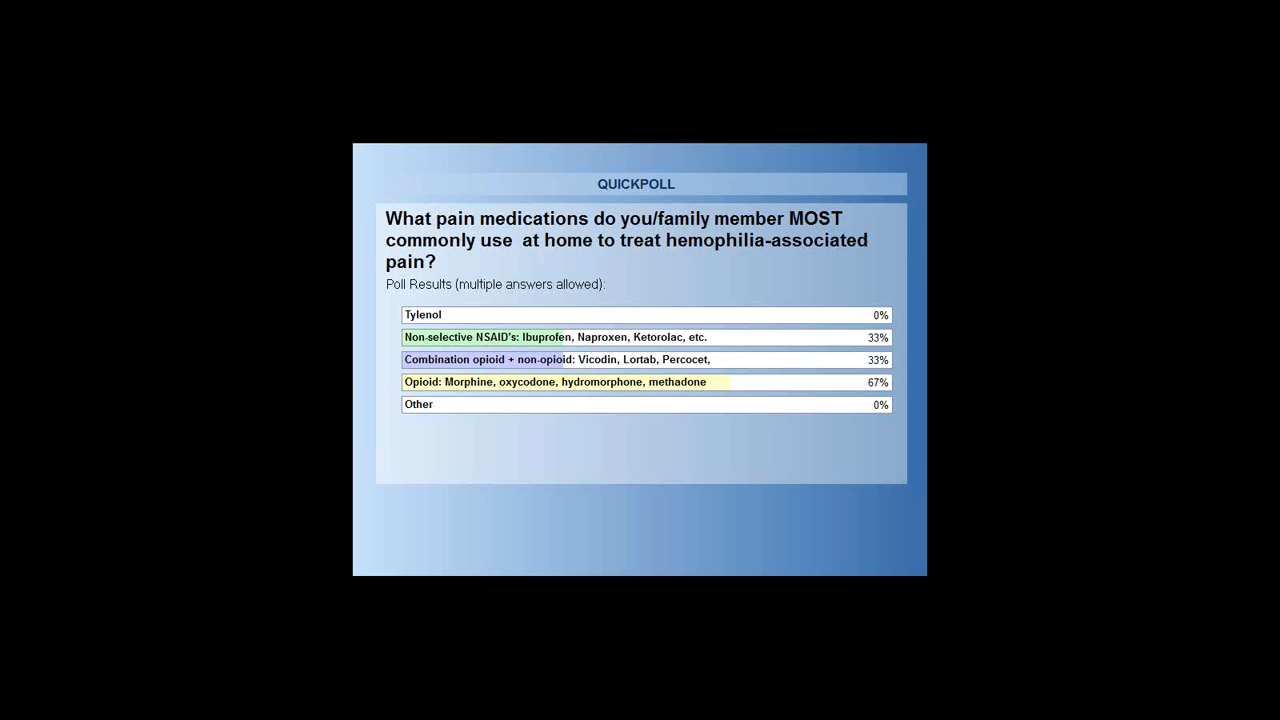 QUICKPOLL
What pain medications do you/family member MOST
commonly use at home to treat hemophilia-associated
pain?
Poll Results (multiple answers allowed):
Tylenol 0%
Non-selective NSAID's: Ibuprofen, Naproxen, Ketorolac, etc. 33%
Combination opioid + non-opioid: Vicodin, Lortab, Percocet, 33%
Opioid: Morphine, oxycodone, hydromorphone, methadone 67%
Other 0%